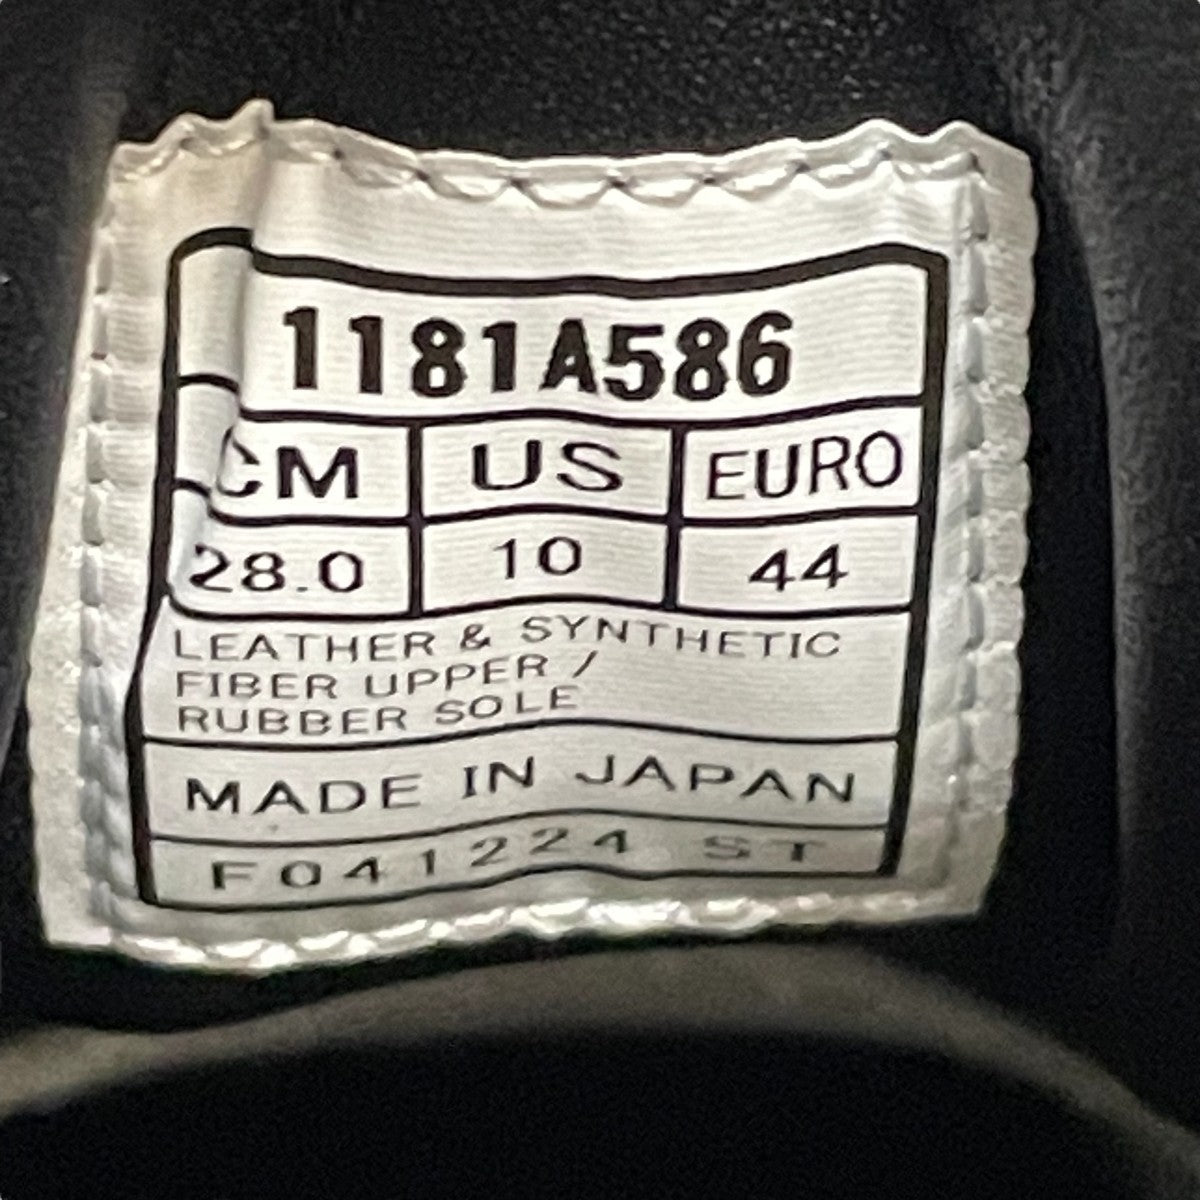 1181A586
CM US EURO
28.0 10 44
LEATHER & SYNTHETIC
FIBER UPPER /
RUBBER SOLE
MADE IN JAPAN
F041224 ST